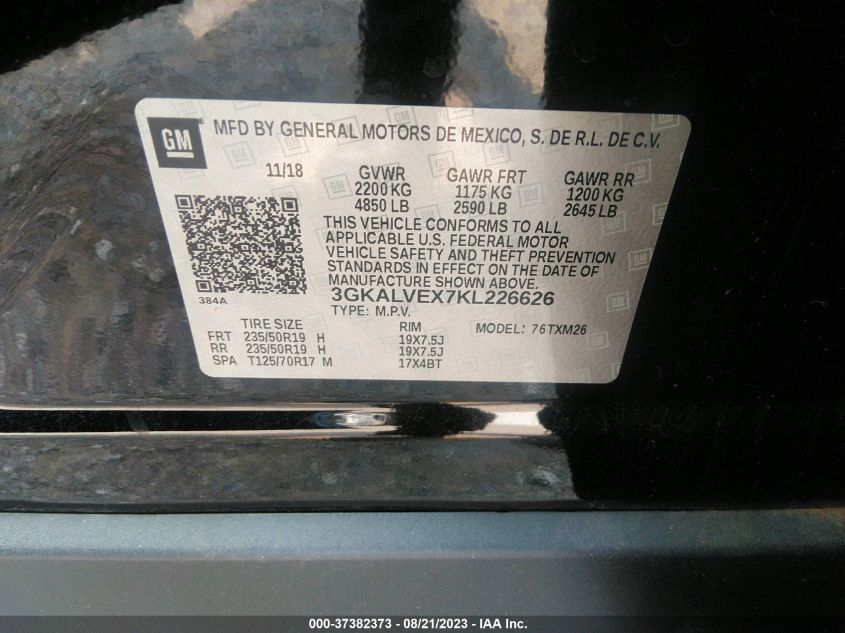 GM
MFD BY GENERAL MOTORS DE MEXICO, S. DE R.L. DE C.V.
11/18 GVWR GAWR FRT GAWR RR
2200 KG 1175 KG 1200 KG
4850 LB 2590 LB 2645 LB
THIS VEHICLE CONFORMS TO ALL
APPLICABLE U.S. FEDERAL MOTOR
VEHICLE SAFETY AND THEFT PREVENTION
STANDARDS IN EFFECT ON THE DATE OF
MANUFACTURE SHOWN ABOVE.
384A
3GKALVEX7KL226626
TYPE: M.P.V. MODEL: 76TXM26
TIRE SIZE RIM
FRT 235/50R19 H 19X7.5J
RR 235/50R19 H 19X7.5J
SPA T125/70R17 M 17X4BT
000-37382373 - 08/21/2023 - IAA Inc.